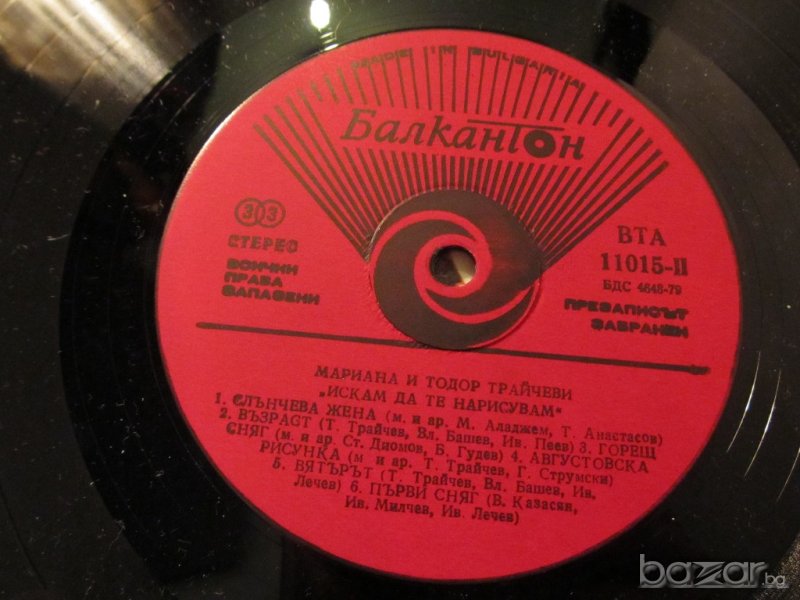 MADE IN BULGARIA
Балкантон
33
СТЕРЕО
ВСИЧКИ
ПРАВА
ЗАПАЗЕНИ
ВТА
11015-II
БДС 4648-79
ПРЕЗАПИСЪТ
ЗАБРАНЕН
МАРИАНА И ТОДОР ТРАЙЧЕВИ
„ИСКАМ ДА ТЕ НАРИСУВАМ“
1. СЛЪНЧЕВА ЖЕНА (м. и ар. М. Аладжем, Т. Анастасов)
2. ВЪЗРАСТ (Т. Трайчев, Вл. Башев, Ив. Пеев) 3. ГОРЕЩ
СНЯГ (м. и ар. Ст. Диомов, Б. Гудев) 4. АВГУСТОВСКА
РИСУНКА (м. и ар. Т. Трайчев, Г. Струмски)
5. ВЯТЪРЪТ (Т. Трайчев, Вл. Башев, Ив.
Лечев) 6. ПЪРВИ СНЯГ (В. Казасян,
Ив. Милчев, Ив. Лечев)
bazar.bg